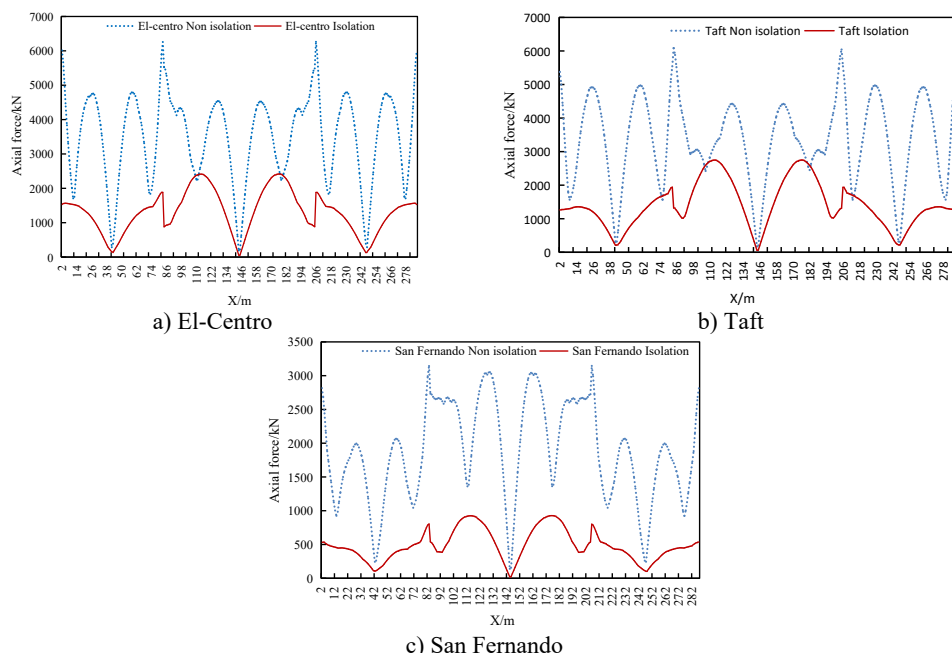 El-centro Non isolation El-centro Isolation
7000
6000
5000
4000
3000
2000
1000
0
Axial force/kN
2 14 26 38 50 62 74 86 98 110 122 134 146 158 170 182 194 206 218 230 242 254 266 278
X/m
a) El-Centro
Taft Non isolation Taft Isolation
7000
6000
5000
4000
3000
2000
1000
0
Axial force/kN
2 14 26 38 50 62 74 86 98 110 122 134 146 158 170 182 194 206 218 230 242 254 266 278
X/m
b) Taft
San Fernando Non isolation San Fernando Isolation
3500
3000
2500
2000
1500
1000
500
0
Axial force/kN
2 12 22 32 42 52 62 72 82 92 102 112 122 132 142 152 162 172 182 192 202 212 222 232 242 252 262 272 282
X/m
c) San Fernando